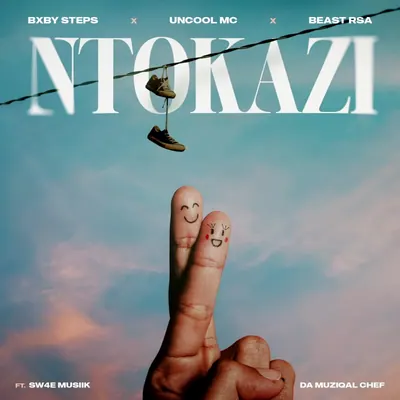 BXBY STEPS x UNCOOL MC x BEAST RSA
NTOKAZI
FT. SW4E MUSIIK DA MUZIQAL CHEF